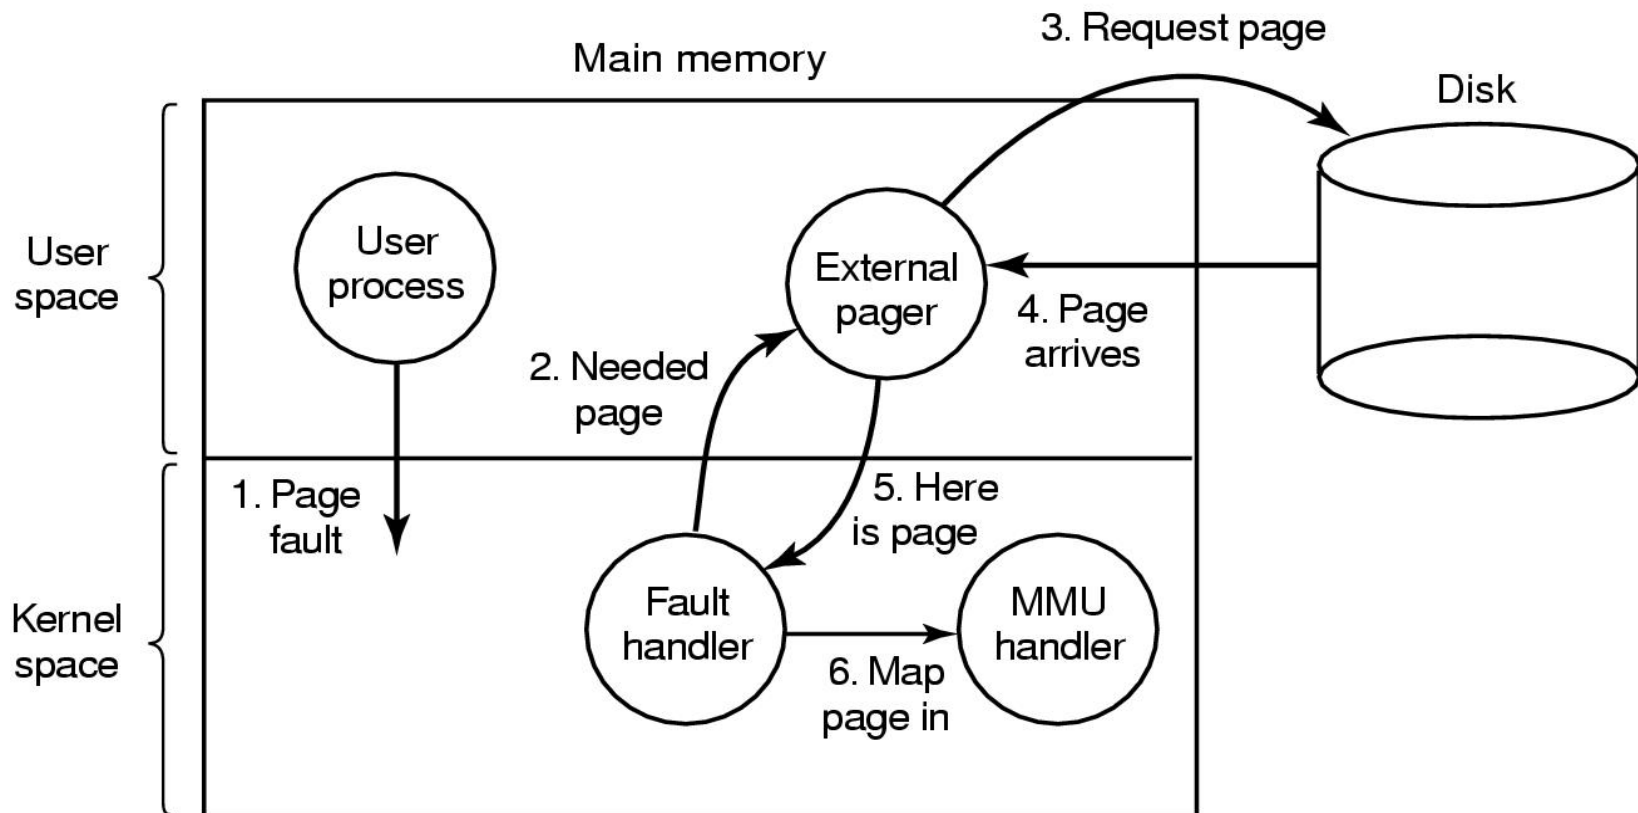 3. Request page
Main memory
Disk
User
space
User
process
External
pager
4. Page
arrives
2. Needed
page
1. Page
fault
5. Here
is page
Kernel
space
Fault
handler
MMU
handler
6. Map
page in